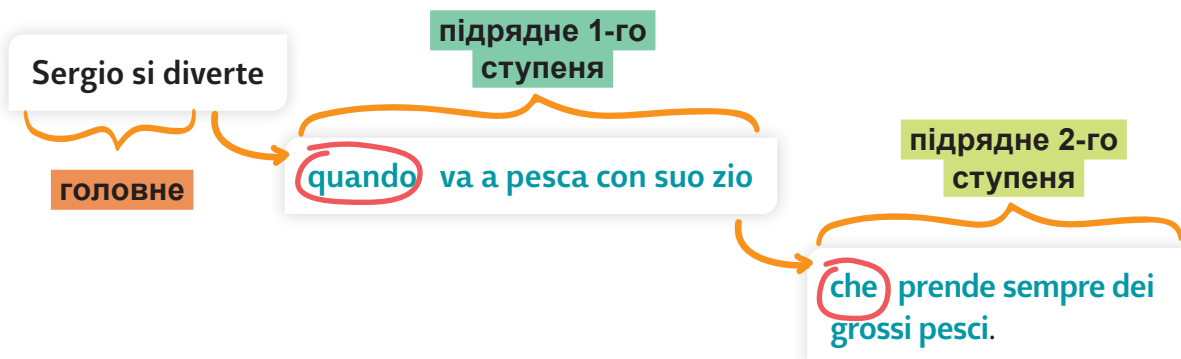 Sergio si diverte
головне
підрядне 1-го
ступеня
quando va a pesca con suo zio
підрядне 2-го
ступеня
che prende sempre dei
grossi pesci.